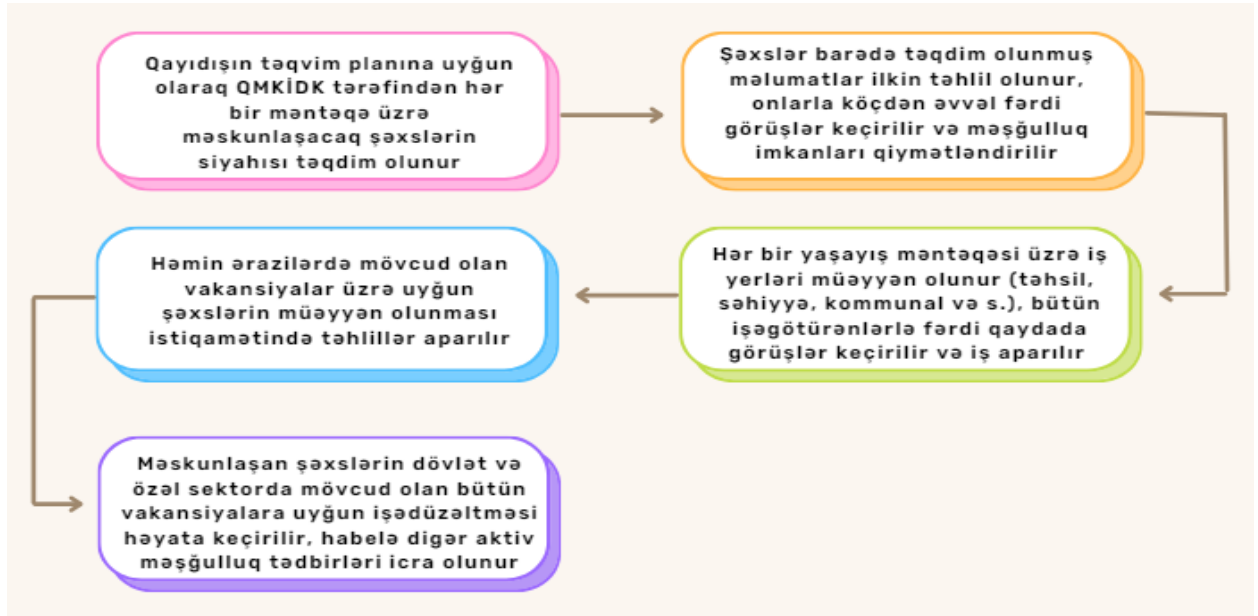 Qayıdışın təqvim planına uyğun
olaraq QMKİDK tərəfindən hər
bir məntəqə üzrə
məskunlaşacaq şəxslərin
siyahısı təqdim olunur
Şəxslər barədə təqdim olunmuş
məlumatlar ilkin təhlil olunur,
onlarla köçdən əvvəl fərdi
görüşlər keçirilir və məşğulluq
imkanları qiymətləndirilir
Hər bir yaşayış məntəqəsi üzrə iş
yerləri müəyyən olunur (təhsil,
səhiyyə, kommunal və s.), bütün
işəgötürənlərlə fərdi qaydada
görüşlər keçirilir və iş aparılır
Həmin ərazilərdə mövcud olan
vakansiyalar üzrə uyğun
şəxslərin müəyyən olunması
istiqamətində təhlillər aparılır
Məskunlaşan şəxslərin dövlət və
özəl sektorda mövcud olan bütün
vakansiyalara uyğun işədüzəltməsi
həyata keçirilir, habelə digər aktiv
məşğulluq tədbirləri icra olunur